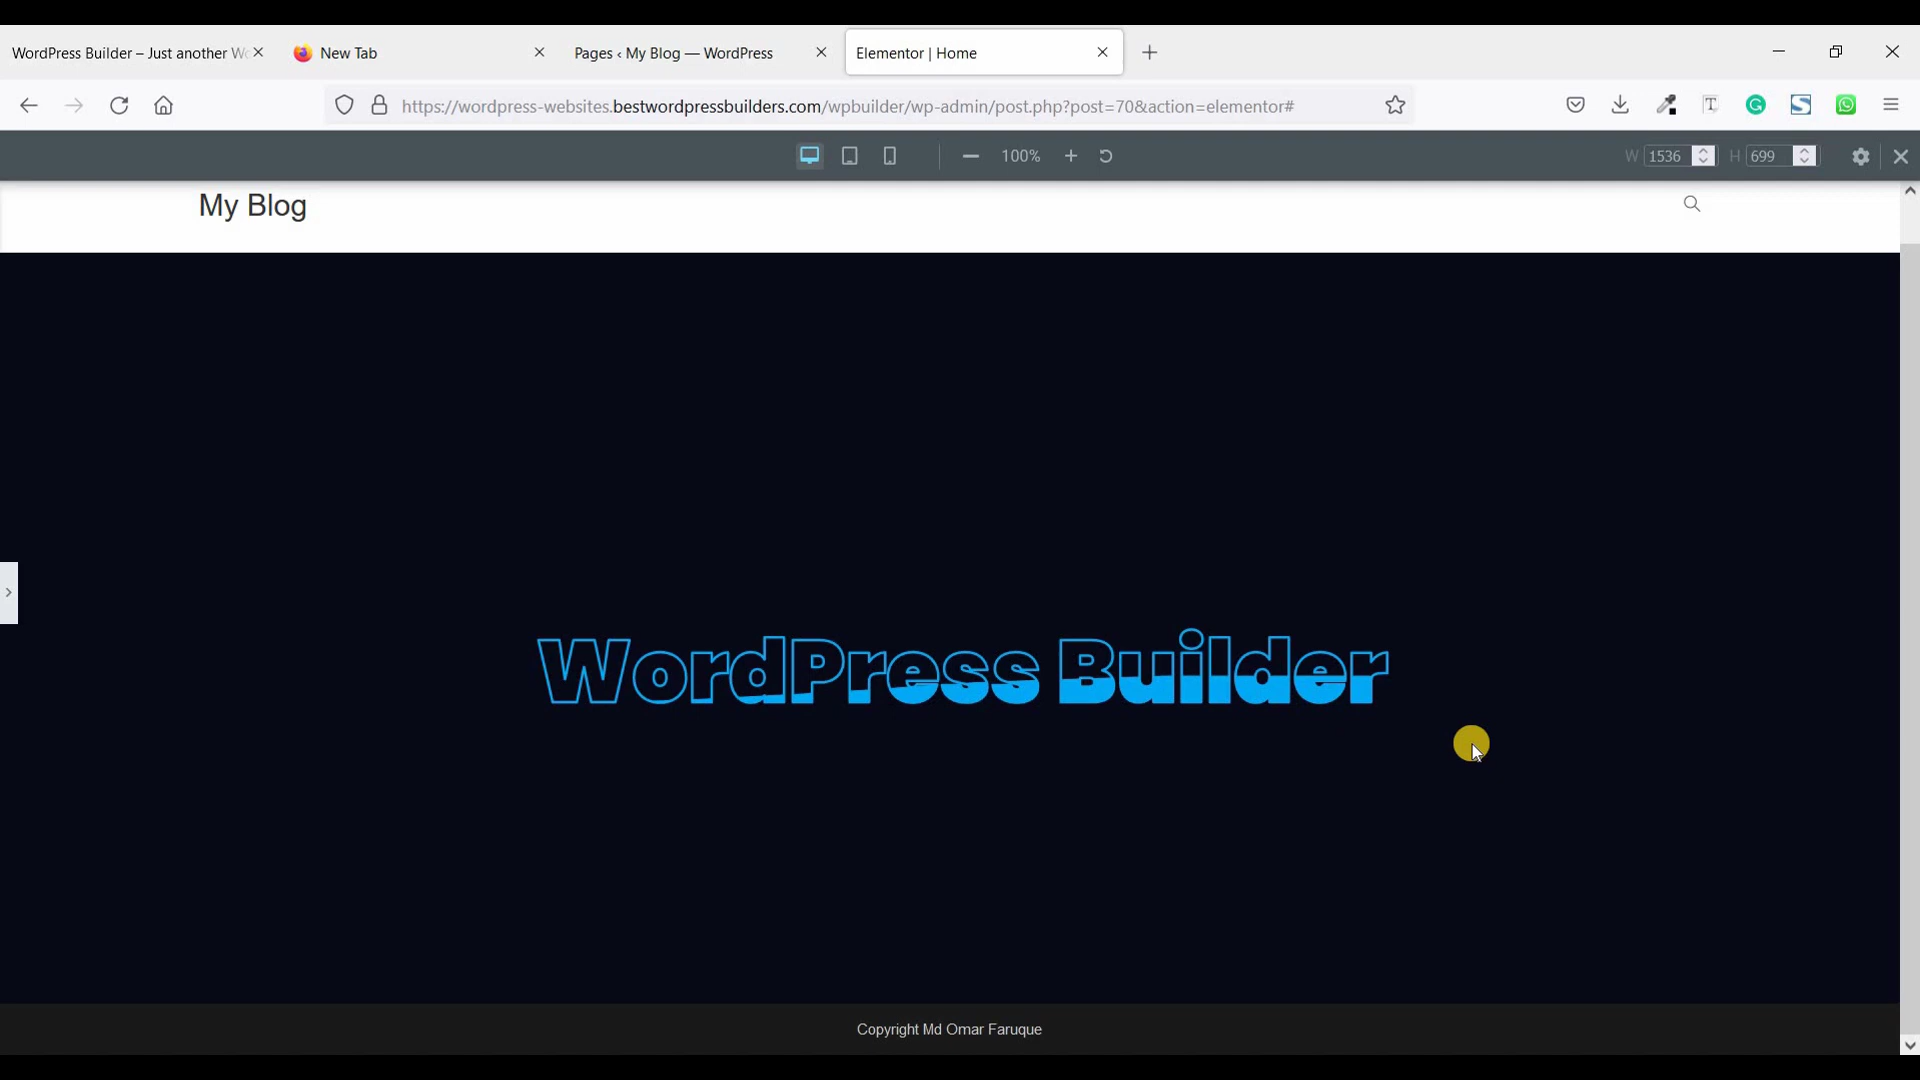 WordPress Builder – Just another Wo
New Tab
Pages ‹ My Blog — WordPress
Elementor | Home
https://wordpress-websites.bestwordpressbuilders.com/wpbuilder/wp-admin/post.php?post=70&action=elementor#
100%
W 1536
H 699
My Blog
WordPress Builder
Copyright Md Omar Faruque